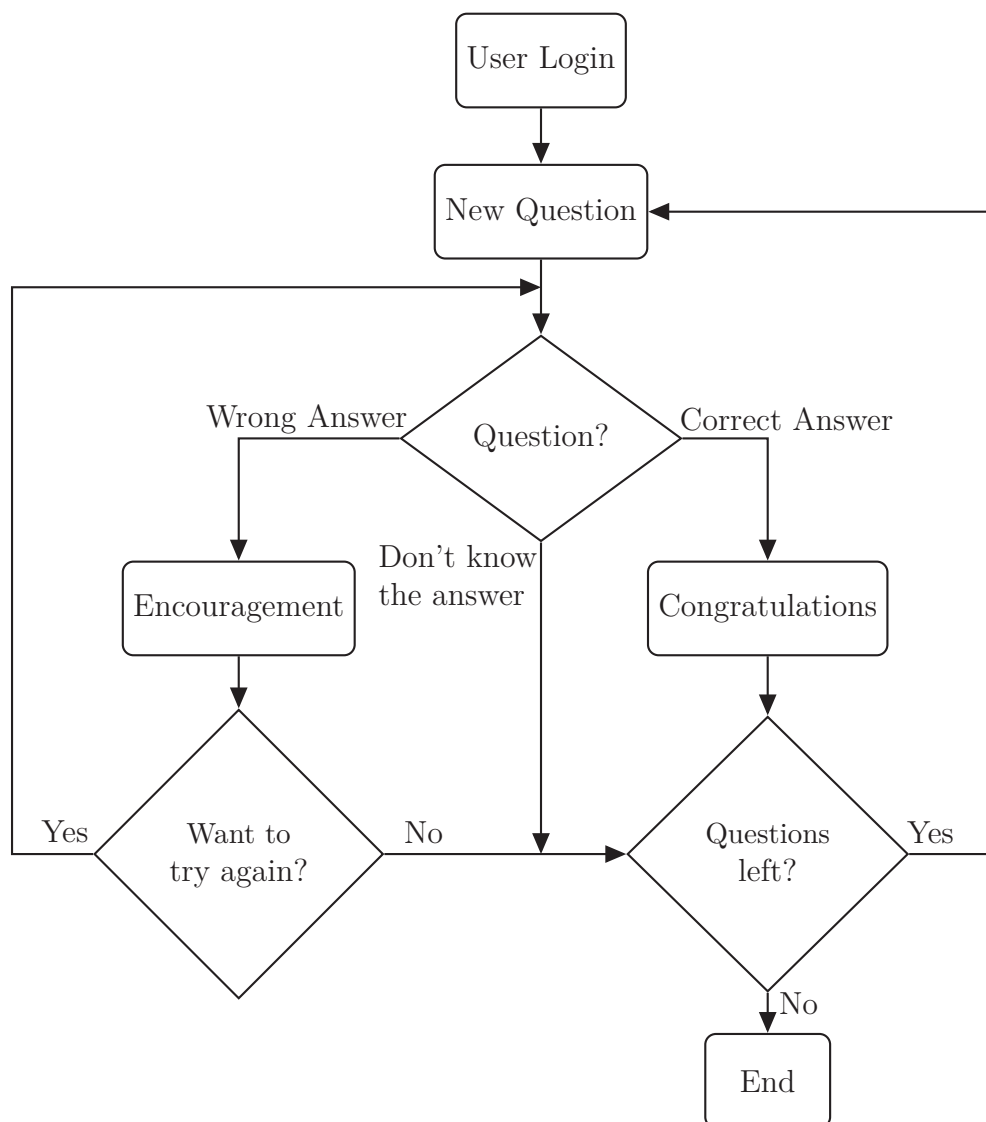 User Login
New Question
Wrong Answer
Correct Answer
Question?
Don't know
the answer
Encouragement
Congratulations
Yes
Want to
try again?
No
Questions
left?
Yes
No
End